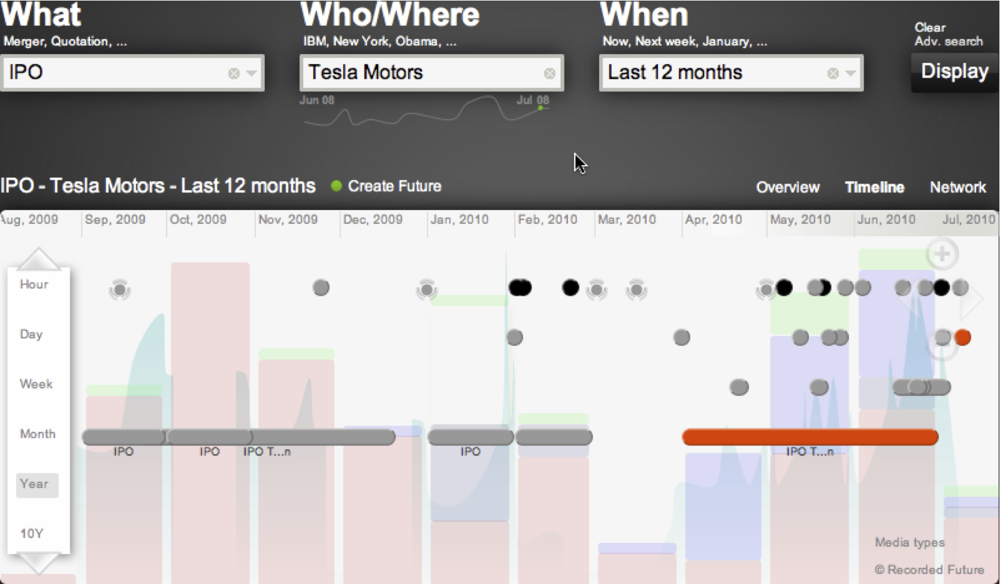 What
Who/Where
When
Merger, Quotation, ...
IBM, New York, Obama, ...
Now, Next week, January, ...
Clear
Adv. search
IPO
Tesla Motors
Last 12 months
Display
Jun 08
Jul 08
IPO - Tesla Motors - Last 12 months
Create Future
Overview
Timeline
Network
Aug, 2009
Sep, 2009
Oct, 2009
Nov, 2009
Dec, 2009
Jan, 2010
Feb, 2010
Mar, 2010
Apr, 2010
May, 2010
Jun, 2010
Jul, 2010
Hour
Day
Week
Month
IPO
IPO
IPO T...n
IPO
IPO T...n
Year
10Y
Media types
© Recorded Future